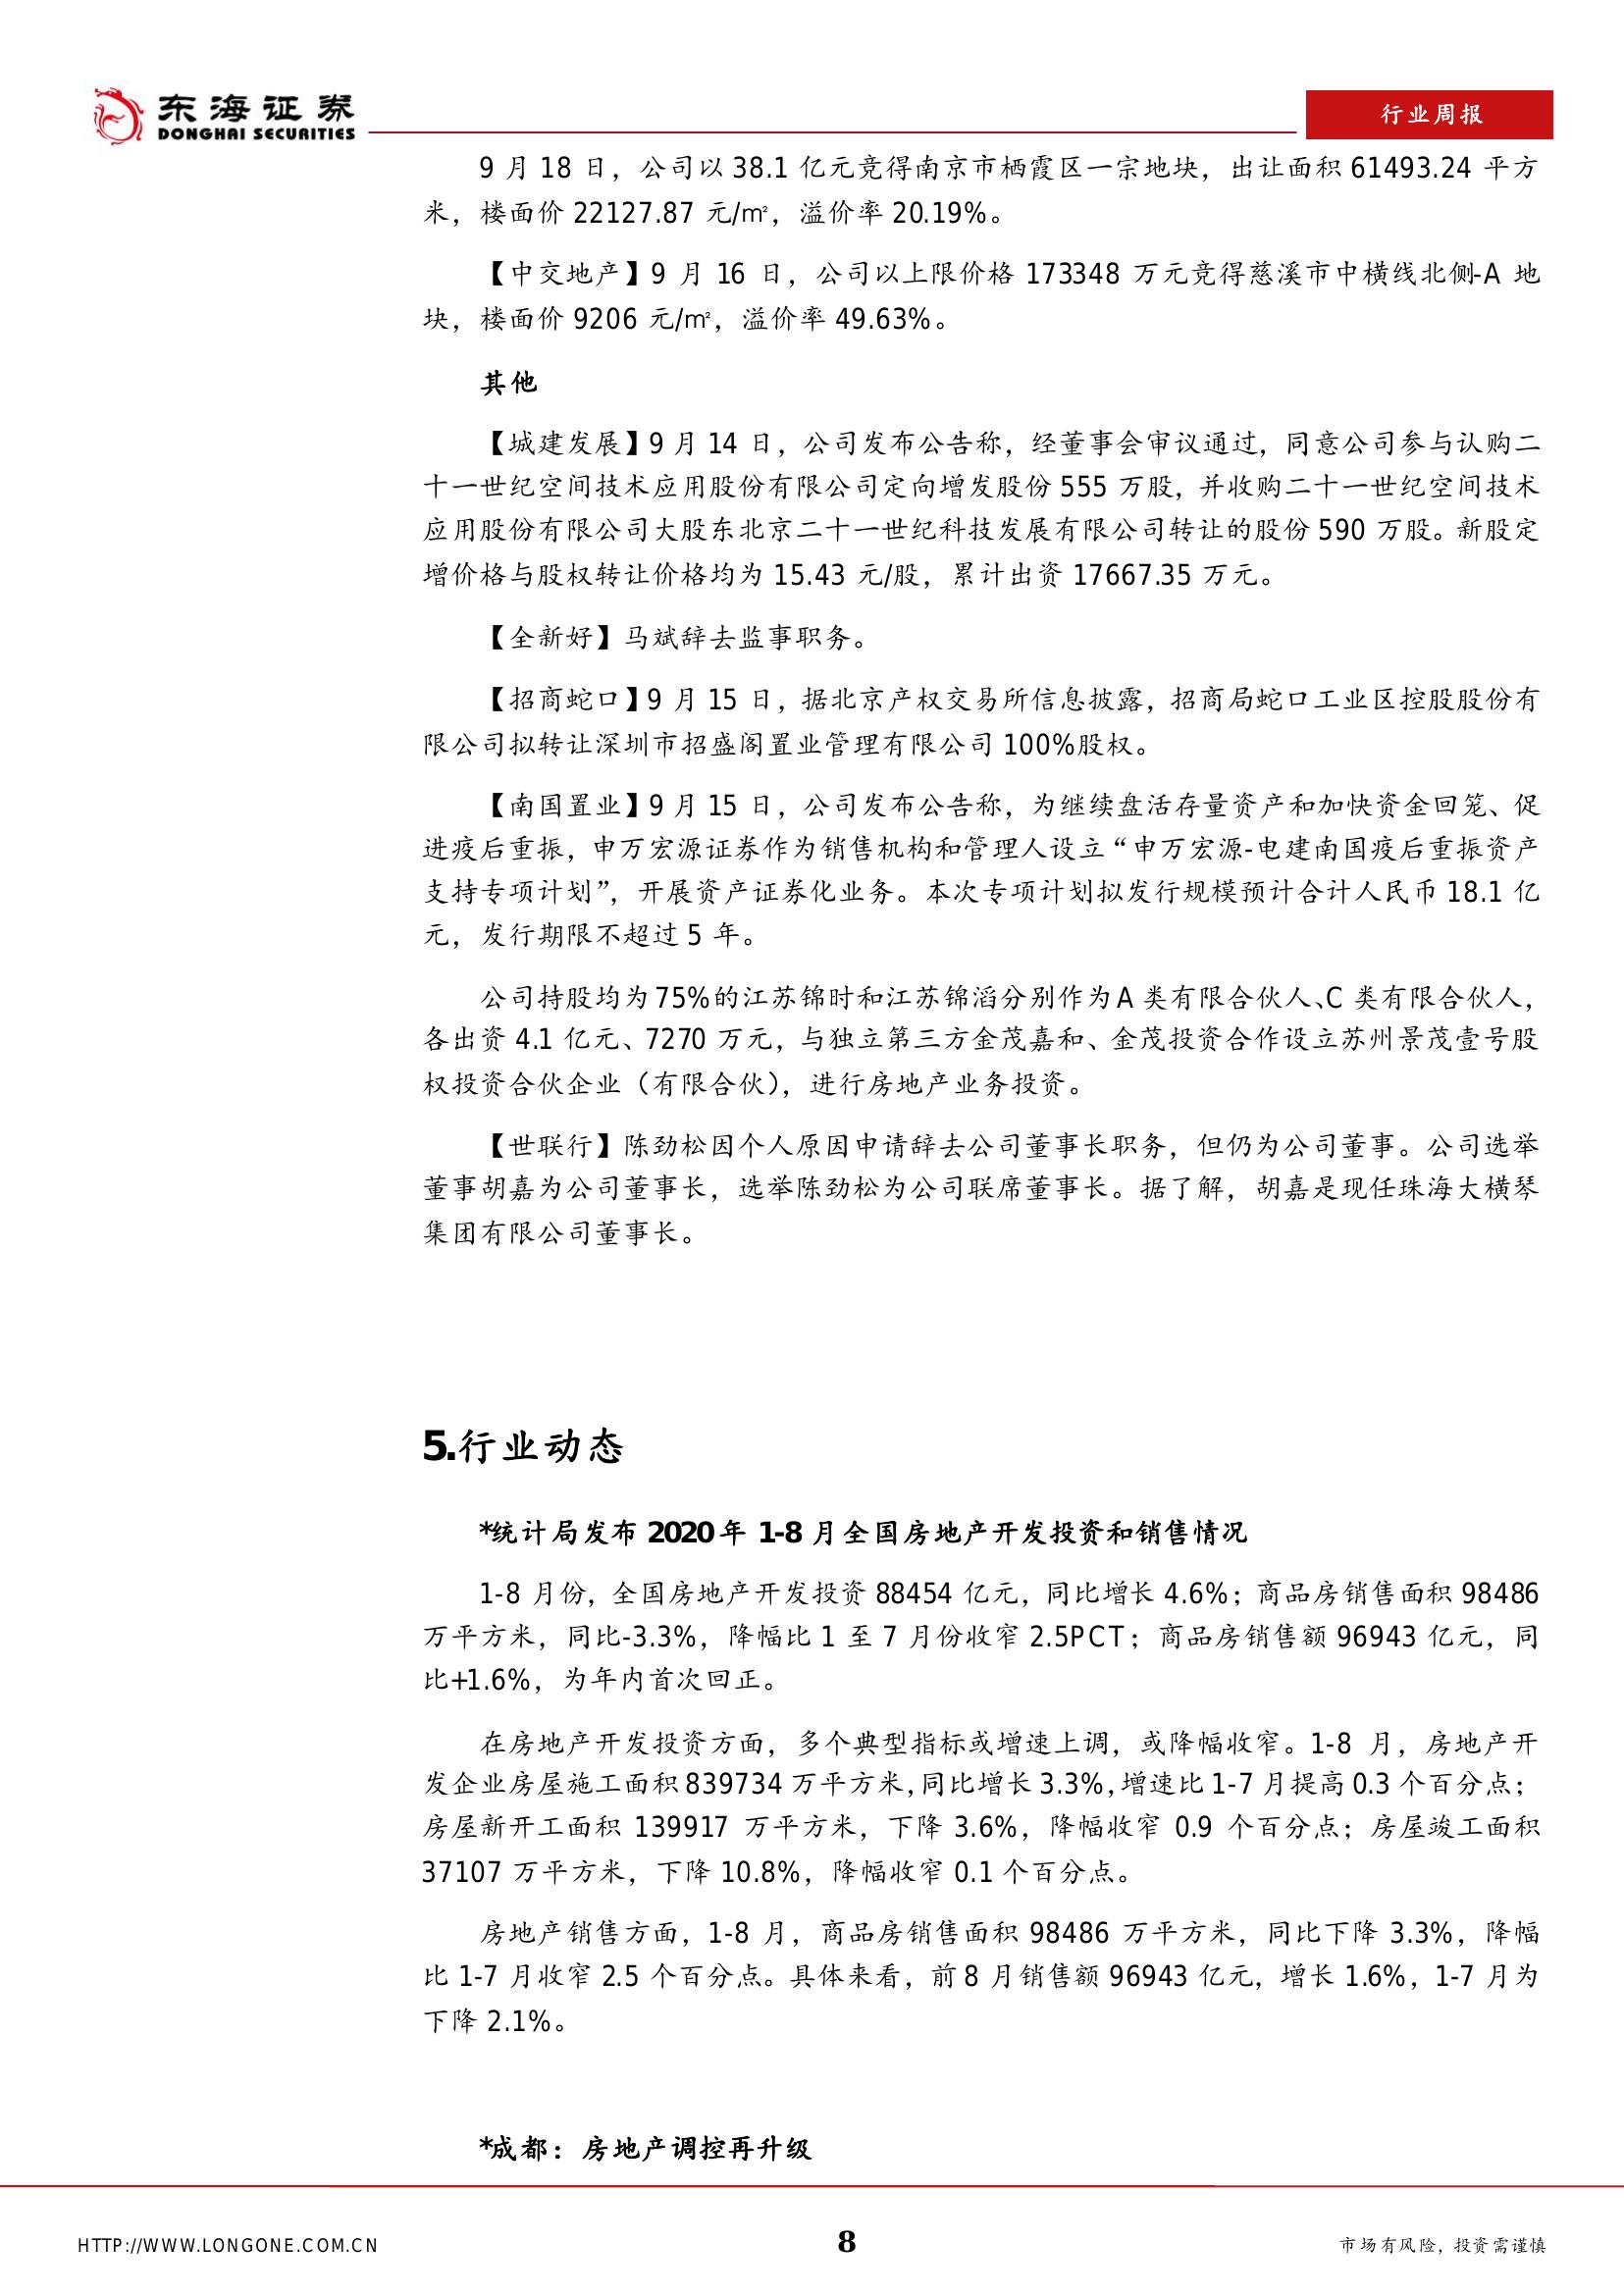 东海证券
DONGHAI SECURITIES
行业周报
9 月 18 日，公司以 38.1 亿元竞得南京市栖霞区一宗地块，出让面积 61493.24 平方
米，楼面价 22127.87 元/㎡，溢价率 20.19%。
【中交地产】9 月 16 日，公司以上限价格 173348 万元竞得慈溪市中横线北侧-A 地
块，楼面价 9206 元/㎡，溢价率 49.63%。
其他
【城建发展】9 月 14 日，公司发布公告称，经董事会审议通过，同意公司参与认购二
十一世纪空间技术应用股份有限公司定向增发股份 555 万股，并收购二十一世纪空间技术
应用股份有限公司大股东北京二十一世纪科技发展有限公司转让的股份 590 万股。新股定
增价格与股权转让价格均为 15.43 元/股，累计出资 17667.35 万元。
【全新好】马斌辞去监事职务。
【招商蛇口】9 月 15 日，据北京产权交易所信息披露，招商局蛇口工业区控股股份有
限公司拟转让深圳市招盛阁置业管理有限公司 100%股权。
【南国置业】9 月 15 日，公司发布公告称，为继续盘活存量资产和加快资金回笼、促
进疫后重振，申万宏源证券作为销售机构和管理人设立“申万宏源-电建南国疫后重振资产
支持专项计划”，开展资产证券化业务。本次专项计划拟发行规模预计合计人民币 18.1 亿
元，发行期限不超过 5 年。
公司持股均为 75%的江苏锦时和江苏锦滔分别作为 A 类有限合伙人、C 类有限合伙人，
各出资 4.1 亿元、7270 万元，与独立第三方金茂嘉和、金茂投资合作设立苏州景茂壹号股
权投资合伙企业（有限合伙），进行房地产业务投资。
【世联行】陈劲松因个人原因申请辞去公司董事长职务，但仍为公司董事。公司选举
董事胡嘉为公司董事长，选举陈劲松为公司联席董事长。据了解，胡嘉是现任珠海大横琴
集团有限公司董事长。
5.行业动态
*统计局发布 2020 年 1-8 月全国房地产开发投资和销售情况
1-8 月份，全国房地产开发投资 88454 亿元，同比增长 4.6%；商品房销售面积 98486
万平方米，同比-3.3%，降幅比 1 至 7 月份收窄 2.5PCT；商品房销售额 96943 亿元，同
比+1.6%，为年内首次回正。
在房地产开发投资方面，多个典型指标或增速上调，或降幅收窄。1-8 月，房地产开
发企业房屋施工面积 839734 万平方米，同比增长 3.3%，增速比 1-7 月提高 0.3 个百分点；
房屋新开工面积 139917 万平方米，下降 3.6%，降幅收窄 0.9 个百分点；房屋竣工面积
37107 万平方米，下降 10.8%，降幅收窄 0.1 个百分点。
房地产销售方面，1-8 月，商品房销售面积 98486 万平方米，同比下降 3.3%，降幅
比 1-7 月收窄 2.5 个百分点。具体来看，前 8 月销售额 96943 亿元，增长 1.6%，1-7 月为
下降 2.1%。
*成都：房地产调控再升级
HTTP://WWW.LONGONE.COM.CN
8
市场有风险，投资需谨慎